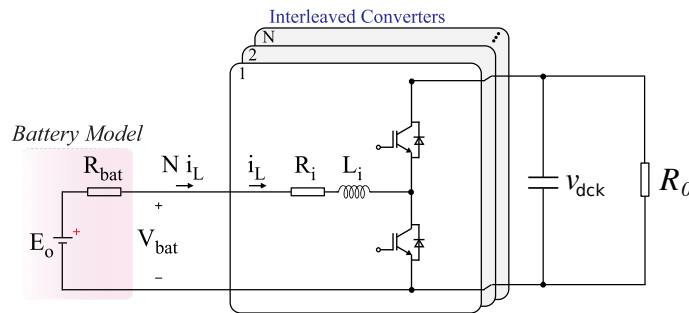 Interleaved Converters
N
2
1
Battery Model
R_bat
N i_L
i_L
R_i
L_i
+
E_o
+
V_bat
−
v_dck
R_0